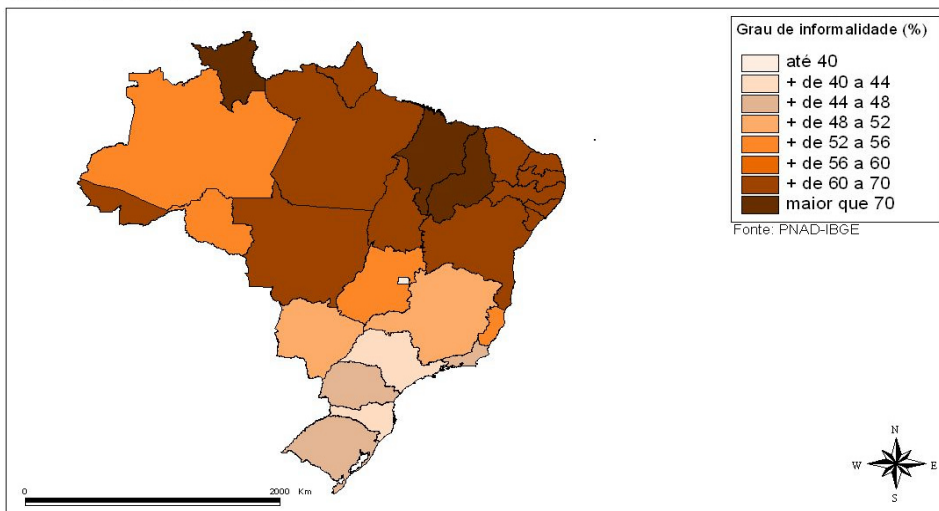 Grau de informalidade (%)
até 40
+ de 40 a 44
+ de 44 a 48
+ de 48 a 52
+ de 52 a 56
+ de 56 a 60
+ de 60 a 70
maior que 70
Fonte: PNAD-IBGE
N
W E
S
0 2000 Km